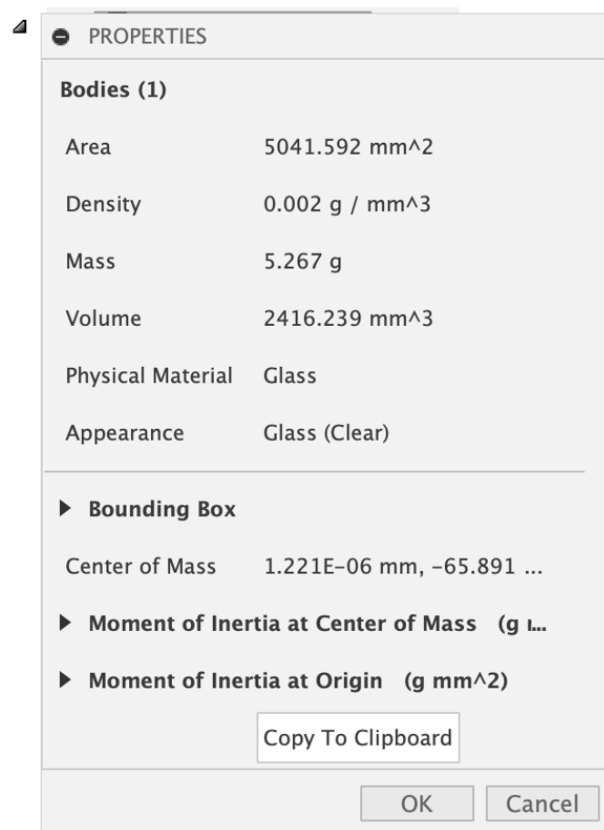 PROPERTIES
Bodies (1)
Area 5041.592 mm^2
Density 0.002 g / mm^3
Mass 5.267 g
Volume 2416.239 mm^3
Physical Material Glass
Appearance Glass (Clear)
Bounding Box
Center of Mass 1.221E-06 mm, -65.891 ...
Moment of Inertia at Center of Mass (g ...
Moment of Inertia at Origin (g mm^2)
Copy To Clipboard
OK Cancel